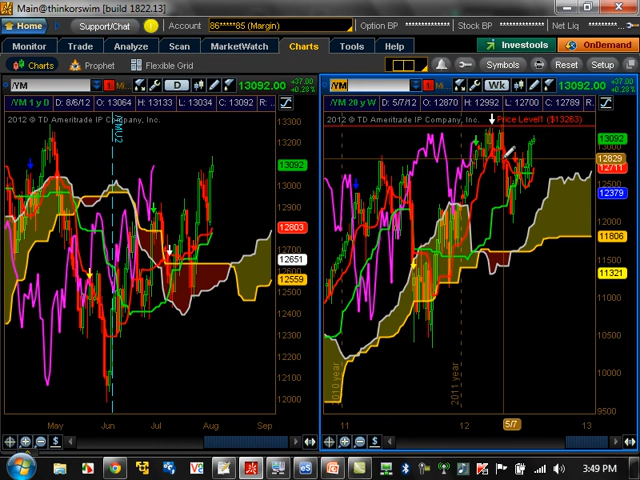 Main@thinkorswim [build 1822.13]
Home
Support/Chat
Account
86*****85 (Margin)
Option BP
Stock BP
Net Liq
Monitor
Trade
Analyze
Scan
MarketWatch
Charts
Tools
Help
Investools
OnDemand
Charts
Prophet
Flexible Grid
Symbols
Reset
Setup
/YM
D
13092.00
+37.00
+0.28%
/YM 1 y D
D: 8/6/12
O: 13064
H: 13133
L: 13034
C: 13092
R:
2012 © TD Ameritrade IP Company, Inc.
/YMU2
13092
13000
12900
12803
12700
12651
12559
12400
12300
12200
12100
12000
May
Jun
Jul
Aug
Sep
/YM
Wk
13092.00
+37.00
+0.28%
/YM 20 y W
D: 5/7/12
O: 12870
H: 12992
L: 12700
C: 12789
R:
2012 © TD Ameritrade IP Company, Inc.
Price Level1 ($13263)
13092
13000
12829
12711
12500
12379
12000
11806
11500
11321
11000
10500
10000
9500
2010 year
2011 year
11
12
5/7
13
3:49 PM